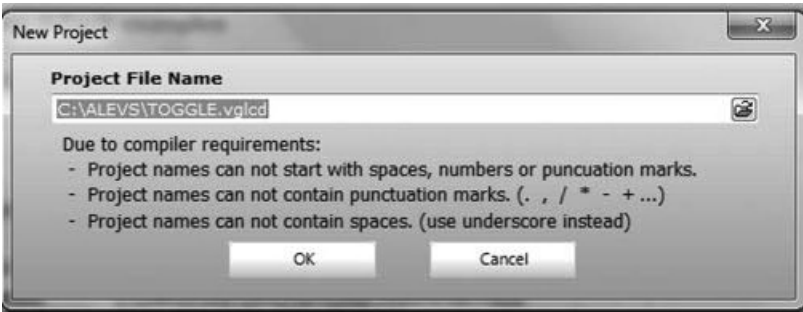 New Project
Project File Name
C:\ALEVS\TOGGLE.vglcd
Due to compiler requirements:
- Project names can not start with spaces, numbers or puncuation marks.
- Project names can not contain punctuation marks. (. , / * - + ...)
- Project names can not contain spaces. (use underscore instead)
OK Cancel